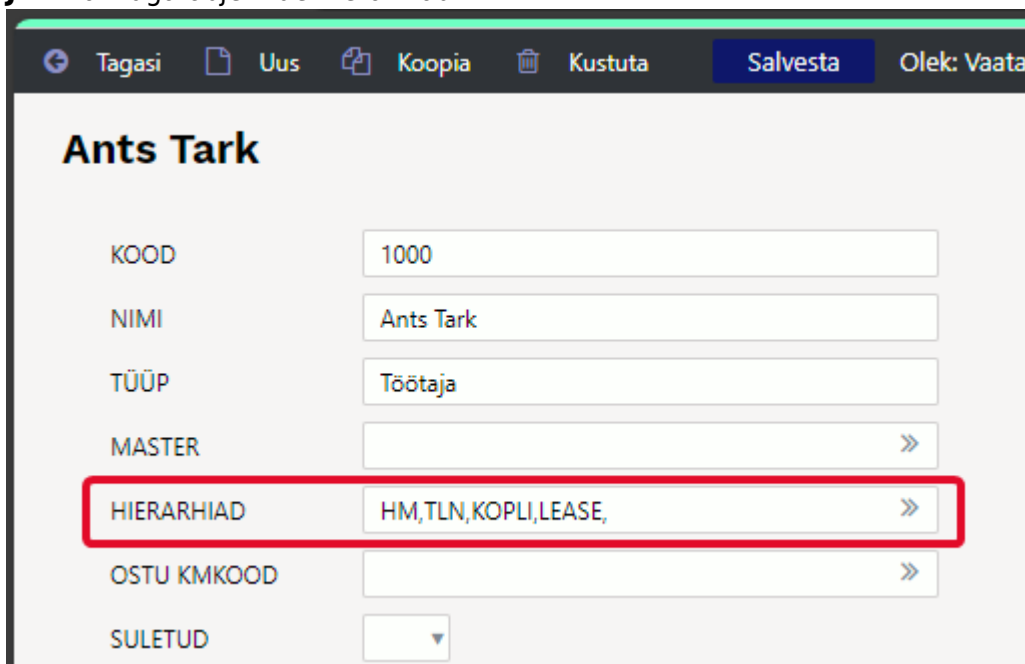 Tagasi Uus Koopia Kustuta Salvesta Olek: Vaata
Ants Tark
KOOD 1000
NIMI Ants Tark
TÜÜP Töötaja
MASTER
HIERARHIAD HM,TLN,KOPLI,LEASE,
OSTU KMKOOD
SULETUD